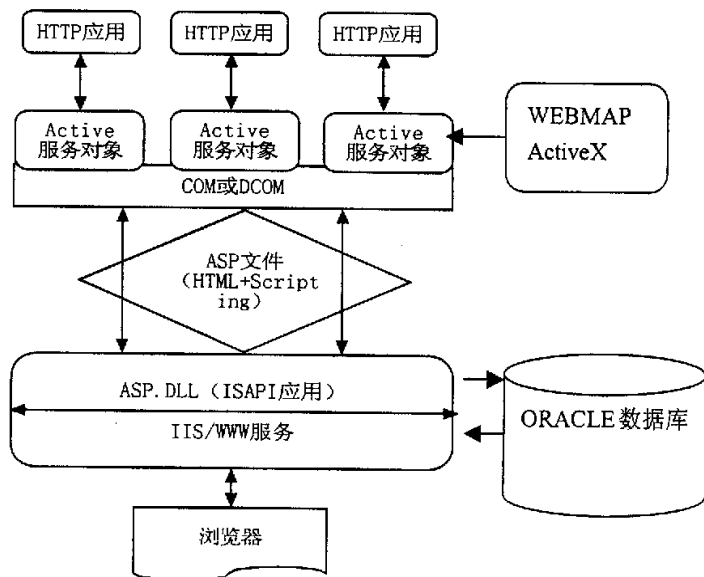 HTTP应用
HTTP应用
HTTP应用
Active
服务对象
Active
服务对象
Active
服务对象
WEBMAP
ActiveX
COM或DCOM
ASP文件
(HTML+Script
ing)
ASP.DLL（ISAPI应用）
IIS/WWW服务
ORACLE数据库
浏览器